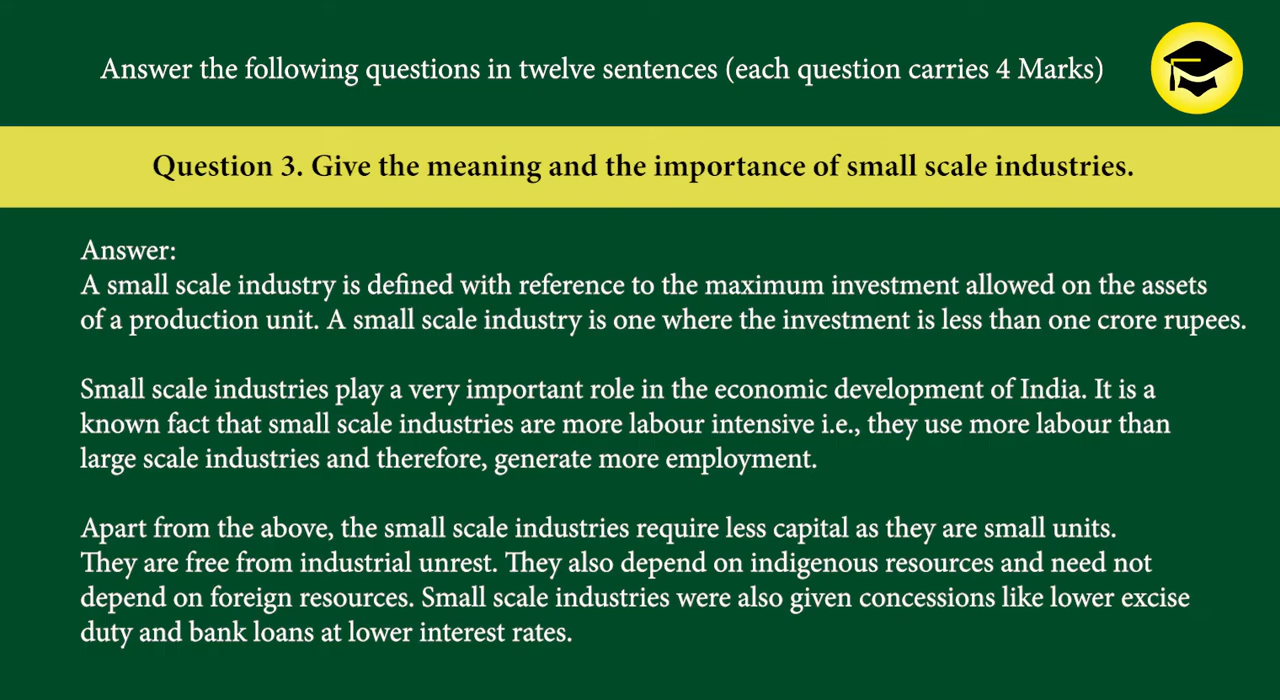 Answer the following questions in twelve sentences (each question carries 4 Marks)
Question 3. Give the meaning and the importance of small scale industries.
Answer:
A small scale industry is defined with reference to the maximum investment allowed on the assets
of a production unit. A small scale industry is one where the investment is less than one crore rupees.
Small scale industries play a very important role in the economic development of India. It is a
known fact that small scale industries are more labour intensive i.e., they use more labour than
large scale industries and therefore, generate more employment.
Apart from the above, the small scale industries require less capital as they are small units.
They are free from industrial unrest. They also depend on indigenous resources and need not
depend on foreign resources. Small scale industries were also given concessions like lower excise
duty and bank loans at lower interest rates.